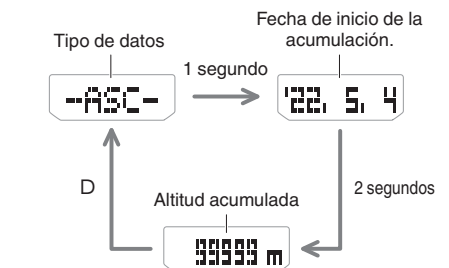 Fecha de inicio de la
acumulación.
Tipo de datos
1 segundo
-ASC-
'22. 5. 4
D
2 segundos
Altitud acumulada
99999 m